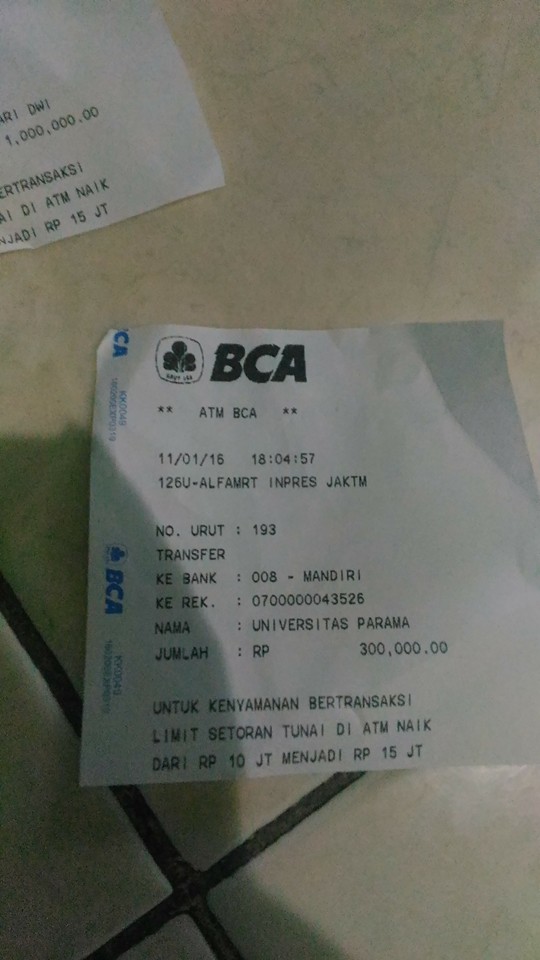 ARI DWI
1,000,000.00
ERTRANSAKSI
AI DI ATM NAIK
NJADI RP 15 JT
BCA
** ATM BCA **
11/01/16 18:04:57
126U-ALFAMRT INPRES JAKTM
NO. URUT : 193
TRANSFER
KE BANK : 008 - MANDIRI
KE REK. : 0700000043526
NAMA : UNIVERSITAS PARAMA
JUMLAH : RP 300,000.00
UNTUK KENYAMANAN BERTRANSAKSI
LIMIT SETORAN TUNAI DI ATM NAIK
DARI RP 10 JT MENJADI RP 15 JT
CA
BCA